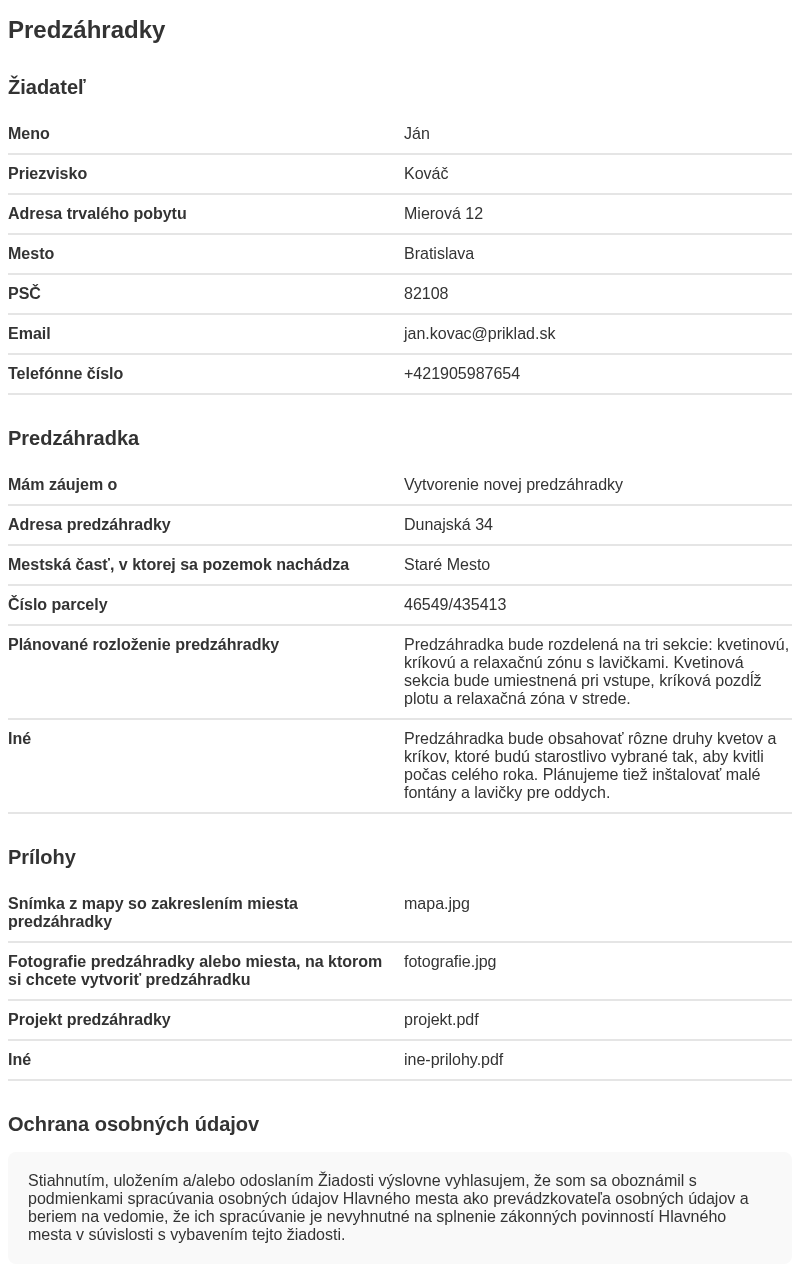 Predzáhradky
Žiadateľ
Meno Ján
Priezvisko Kováč
Adresa trvalého pobytu Mierová 12
Mesto Bratislava
PSČ 82108
Email jan.kovac@priklad.sk
Telefónne číslo +421905987654
Predzáhradka
Mám záujem o Vytvorenie novej predzáhradky
Adresa predzáhradky Dunajská 34
Mestská časť, v ktorej sa pozemok nachádza Staré Mesto
Číslo parcely 46549/435413
Plánované rozloženie predzáhradky Predzáhradka bude rozdelená na tri sekcie: kvetinovú,
kríkovú a relaxačnú zónu s lavičkami. Kvetinová
sekcia bude umiestnená pri vstupe, kríková pozdĺž
plotu a relaxačná zóna v strede.
Iné Predzáhradka bude obsahovať rôzne druhy kvetov a
kríkov, ktoré budú starostlivo vybrané tak, aby kvitli
počas celého roka. Plánujeme tiež inštalovať malé
fontány a lavičky pre oddych.
Prílohy
Snímka z mapy so zakreslením miesta mapa.jpg
predzáhradky
Fotografie predzáhradky alebo miesta, na ktorom fotografie.jpg
si chcete vytvoriť predzáhradku
Projekt predzáhradky projekt.pdf
Iné ine-prilohy.pdf
Ochrana osobných údajov
Stiahnutím, uložením a/alebo odoslaním Žiadosti výslovne vyhlasujem, že som sa oboznámil s
podmienkami spracúvania osobných údajov Hlavného mesta ako prevádzkovateľa osobných údajov a
beriem na vedomie, že ich spracúvanie je nevyhnutné na splnenie zákonných povinností Hlavného
mesta v súvislosti s vybavením tejto žiadosti.